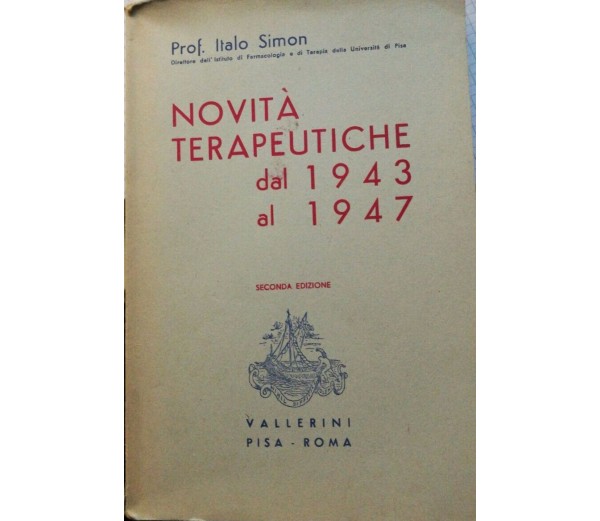 Prof. Italo Simon
Direttore dell'Istituto di Farmacologia e di Terapia della Università di Pisa
NOVITÀ
TERAPEUTICHE
dal 1943
al 1947
SECONDA EDIZIONE
VALLERINI
PISA - ROMA